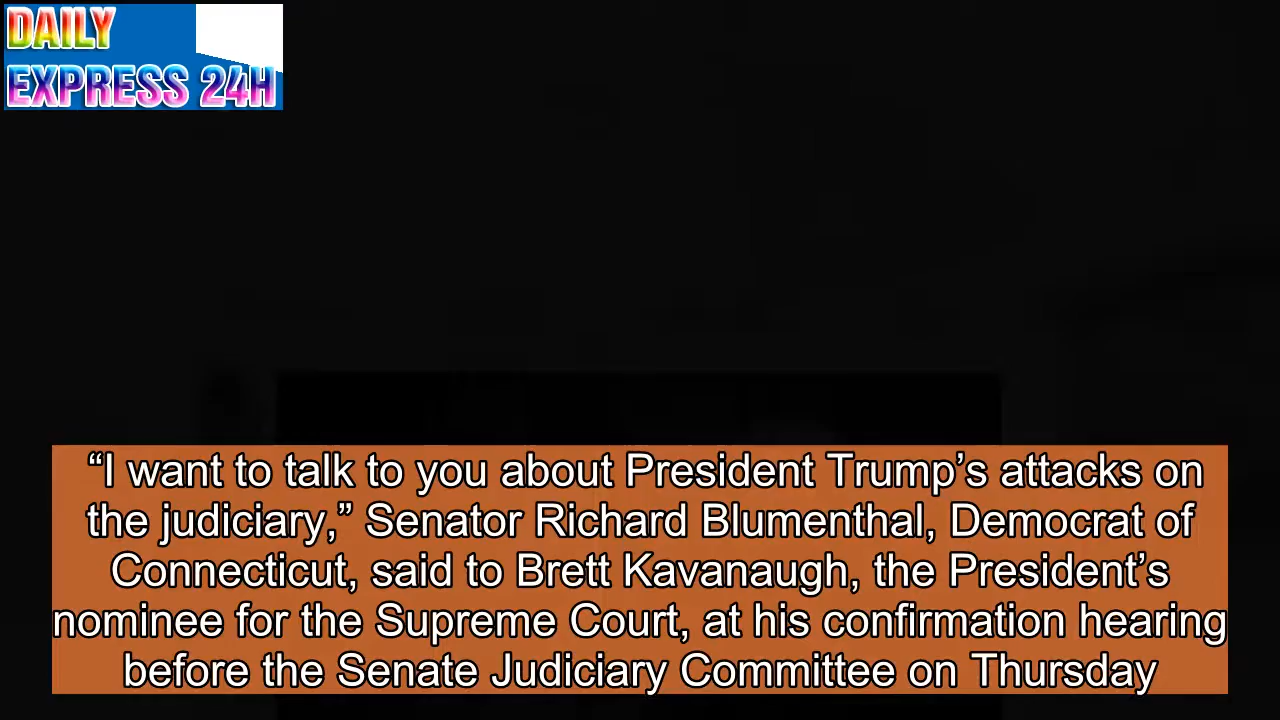 DAILY
EXPRESS 24H
“I want to talk to you about President Trump’s attacks on
the judiciary,” Senator Richard Blumenthal, Democrat of
Connecticut, said to Brett Kavanaugh, the President’s
nominee for the Supreme Court, at his confirmation hearing
before the Senate Judiciary Committee on Thursday